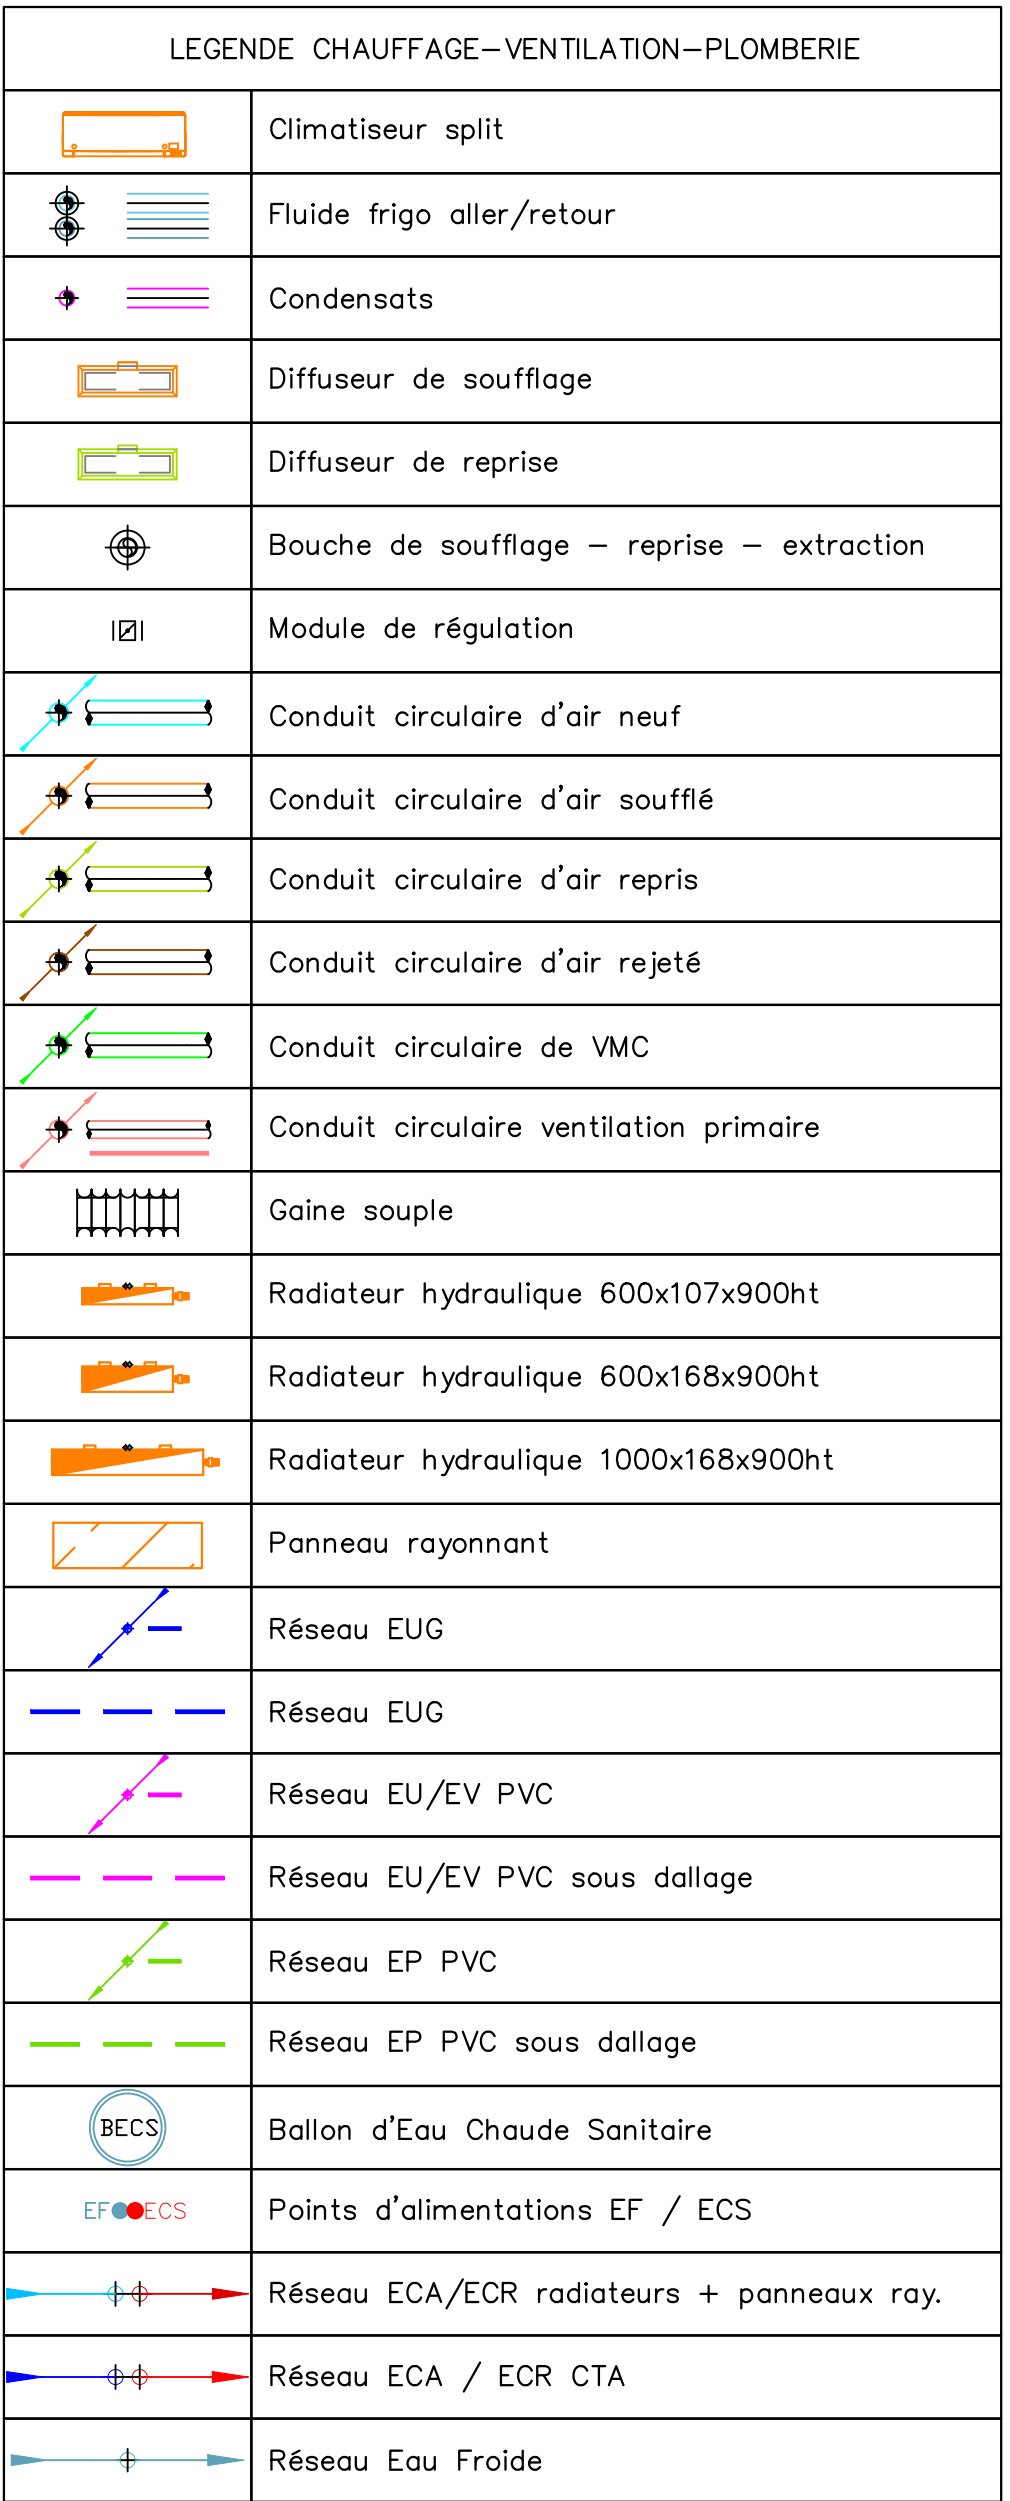 LEGENDE CHAUFFAGE-VENTILATION-PLOMBERIE
Climatiseur split
Fluide frigo aller/retour
Condensats
Diffuseur de soufflage
Diffuseur de reprise
Bouche de soufflage - reprise - extraction
Module de régulation
Conduit circulaire d'air neuf
Conduit circulaire d'air soufflé
Conduit circulaire d'air repris
Conduit circulaire d'air rejeté
Conduit circulaire de VMC
Conduit circulaire ventilation primaire
Gaine souple
Radiateur hydraulique 600x107x900ht
Radiateur hydraulique 600x168x900ht
Radiateur hydraulique 1000x168x900ht
Panneau rayonnant
Réseau EUG
Réseau EUG
Réseau EU/EV PVC
Réseau EU/EV PVC sous dallage
Réseau EP PVC
Réseau EP PVC sous dallage
BECS Ballon d'Eau Chaude Sanitaire
EF ECS Points d'alimentations EF / ECS
Réseau ECA/ECR radiateurs + panneaux ray.
Réseau ECA / ECR CTA
Réseau Eau Froide